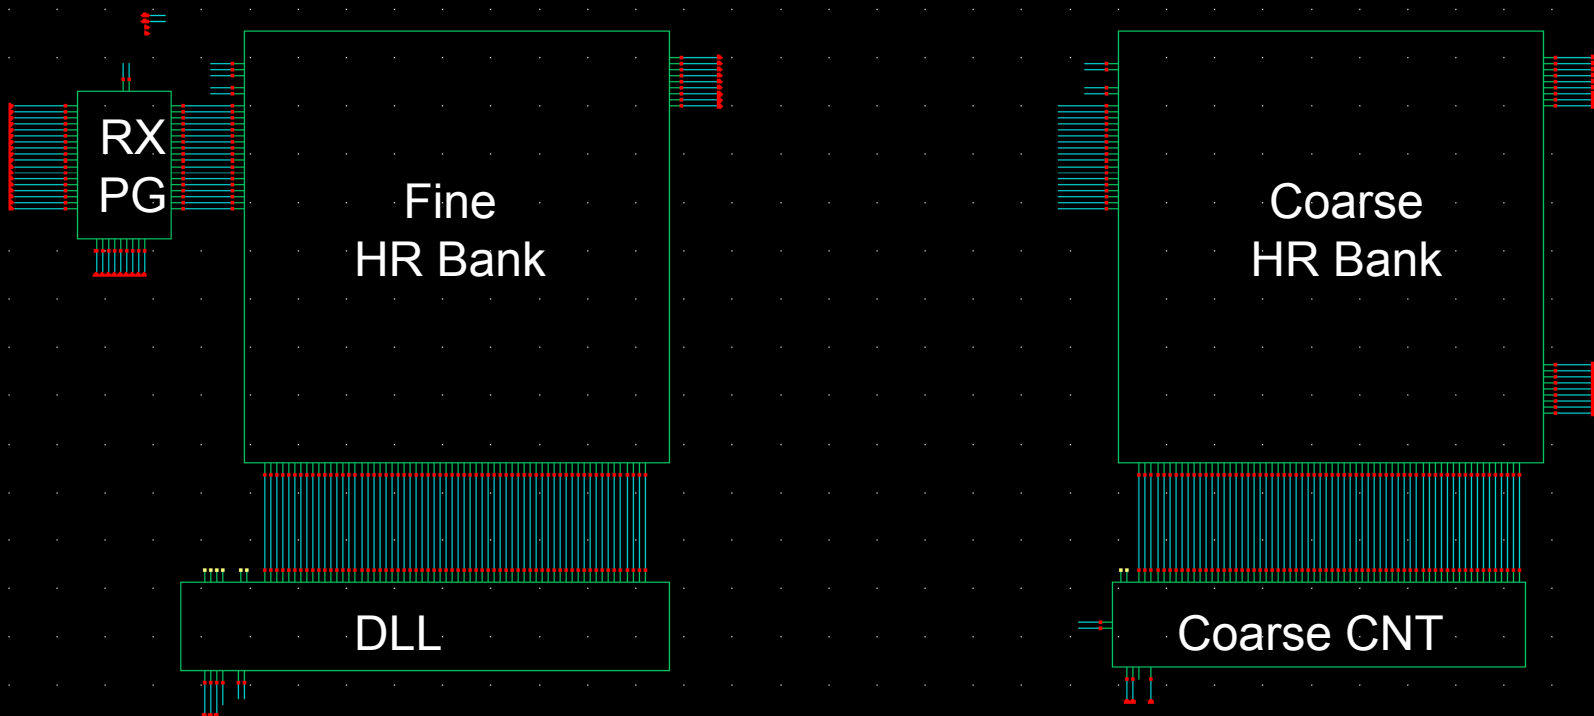 RX
PG
Fine
HR Bank
Coarse
HR Bank
DLL
Coarse CNT